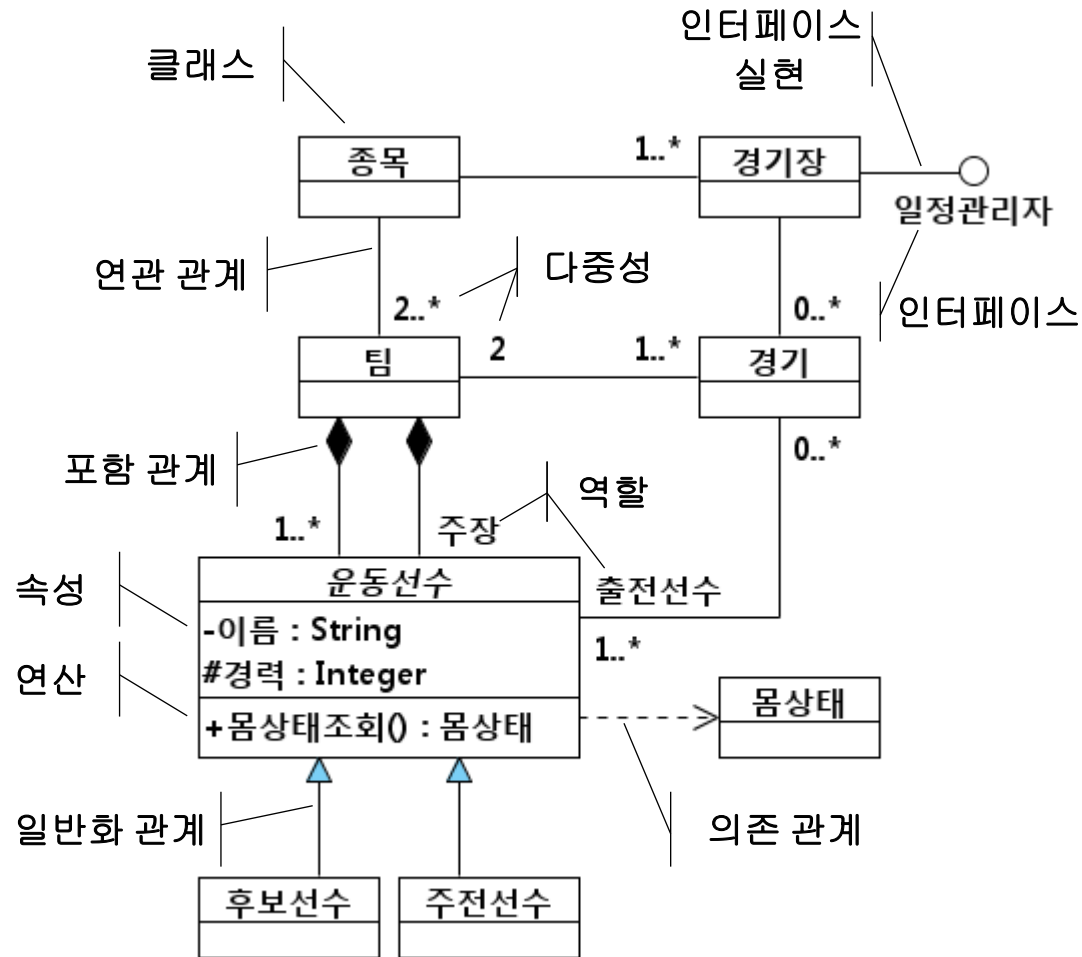 인터페이스
실현
클래스
종목
1..*
경기장
일정관리자
연관 관계
다중성
2..*
0..*
인터페이스
팀
2
1..*
경기
포함 관계
0..*
역할
1..*
주장
속성
운동선수
출전선수
-이름 : String
1..*
#경력 : Integer
연산
+몸상태조회() : 몸상태
몸상태
일반화 관계
의존 관계
후보선수
주전선수